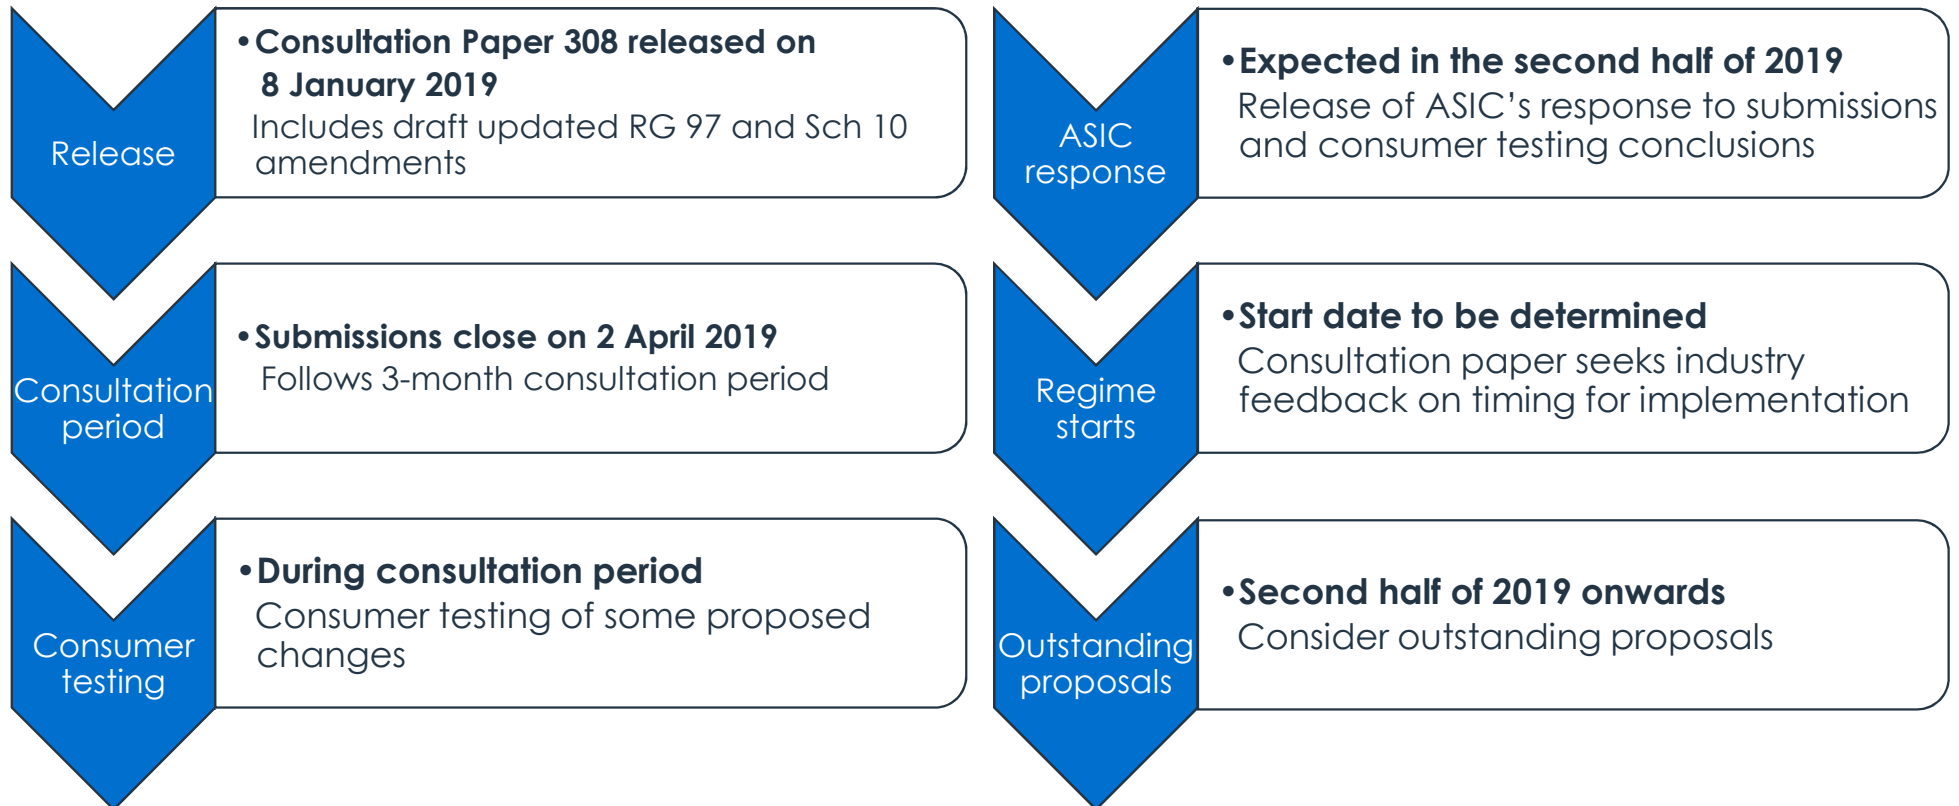 Release
•Consultation Paper 308 released on
8 January 2019
Includes draft updated RG 97 and Sch 10
amendments
Consultation
period
•Submissions close on 2 April 2019
Follows 3-month consultation period
Consumer
testing
•During consultation period
Consumer testing of some proposed
changes
ASIC
response
•Expected in the second half of 2019
Release of ASIC’s response to submissions
and consumer testing conclusions
Regime
starts
•Start date to be determined
Consultation paper seeks industry
feedback on timing for implementation
Outstanding
proposals
•Second half of 2019 onwards
Consider outstanding proposals